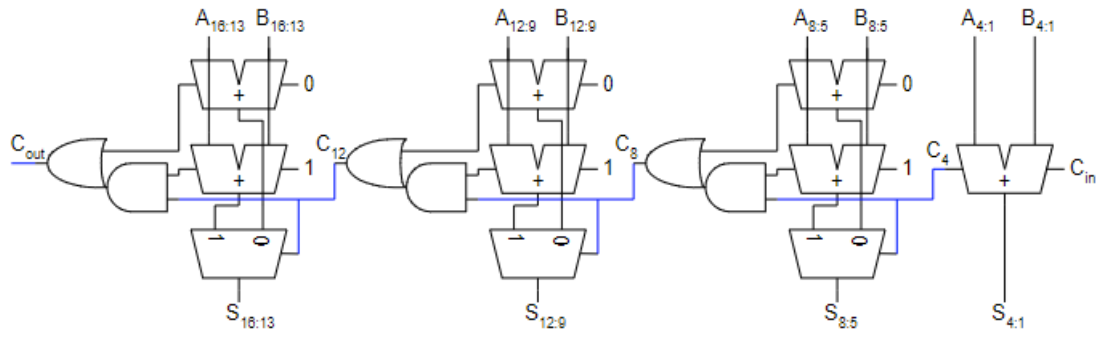 A16:13 B16:13 A12:9 B12:9 A8:5 B8:5 A4:1 B4:1
0 0 0
+ + +
Cout C12 C8 C4
1 1 1 Cin
+ + + +
1 0 1 0 1 0
S16:13 S12:9 S8:5 S4:1